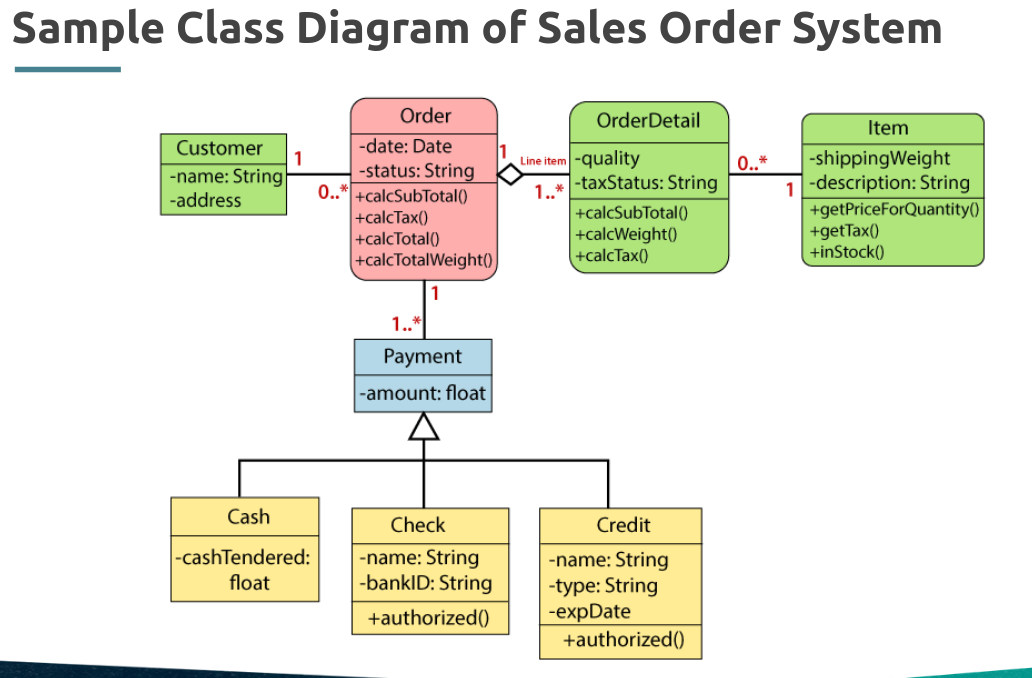 Sample Class Diagram of Sales Order System
Customer
-name: String
-address
1
0..*
Order
-date: Date
-status: String
+calcSubTotal()
+calcTax()
+calcTotal()
+calcTotalWeight()
1
Line item
1..*
OrderDetail
-quality
-taxStatus: String
+calcSubTotal()
+calcWeight()
+calcTax()
0..*
1
Item
-shippingWeight
-description: String
+getPriceForQuantity()
+getTax()
+inStock()
1
1..*
Payment
-amount: float
Cash
-cashTendered:
float
Check
-name: String
-bankID: String
+authorized()
Credit
-name: String
-type: String
-expDate
+authorized()